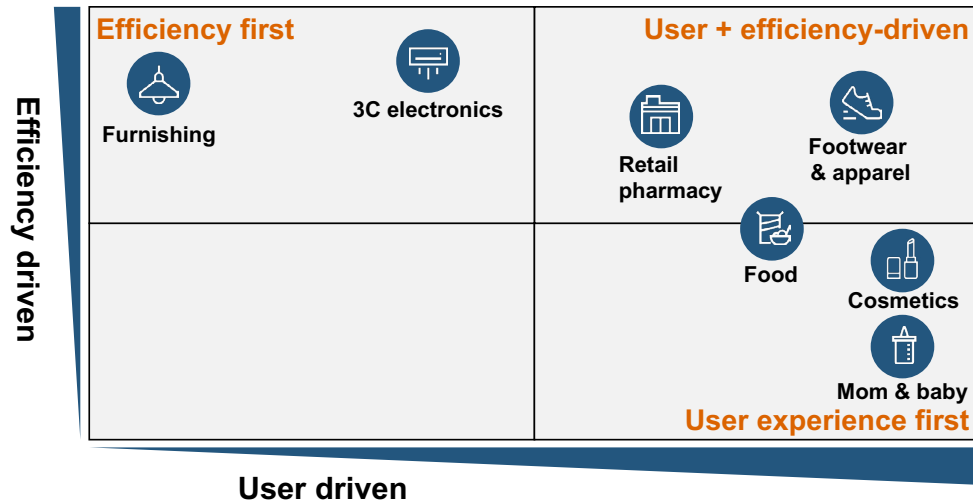 Efficiency first
User + efficiency-driven
Furnishing
3C electronics
Retail
pharmacy
Footwear
& apparel
Efficiency driven
Food
Cosmetics
Mom & baby
User experience first
User driven